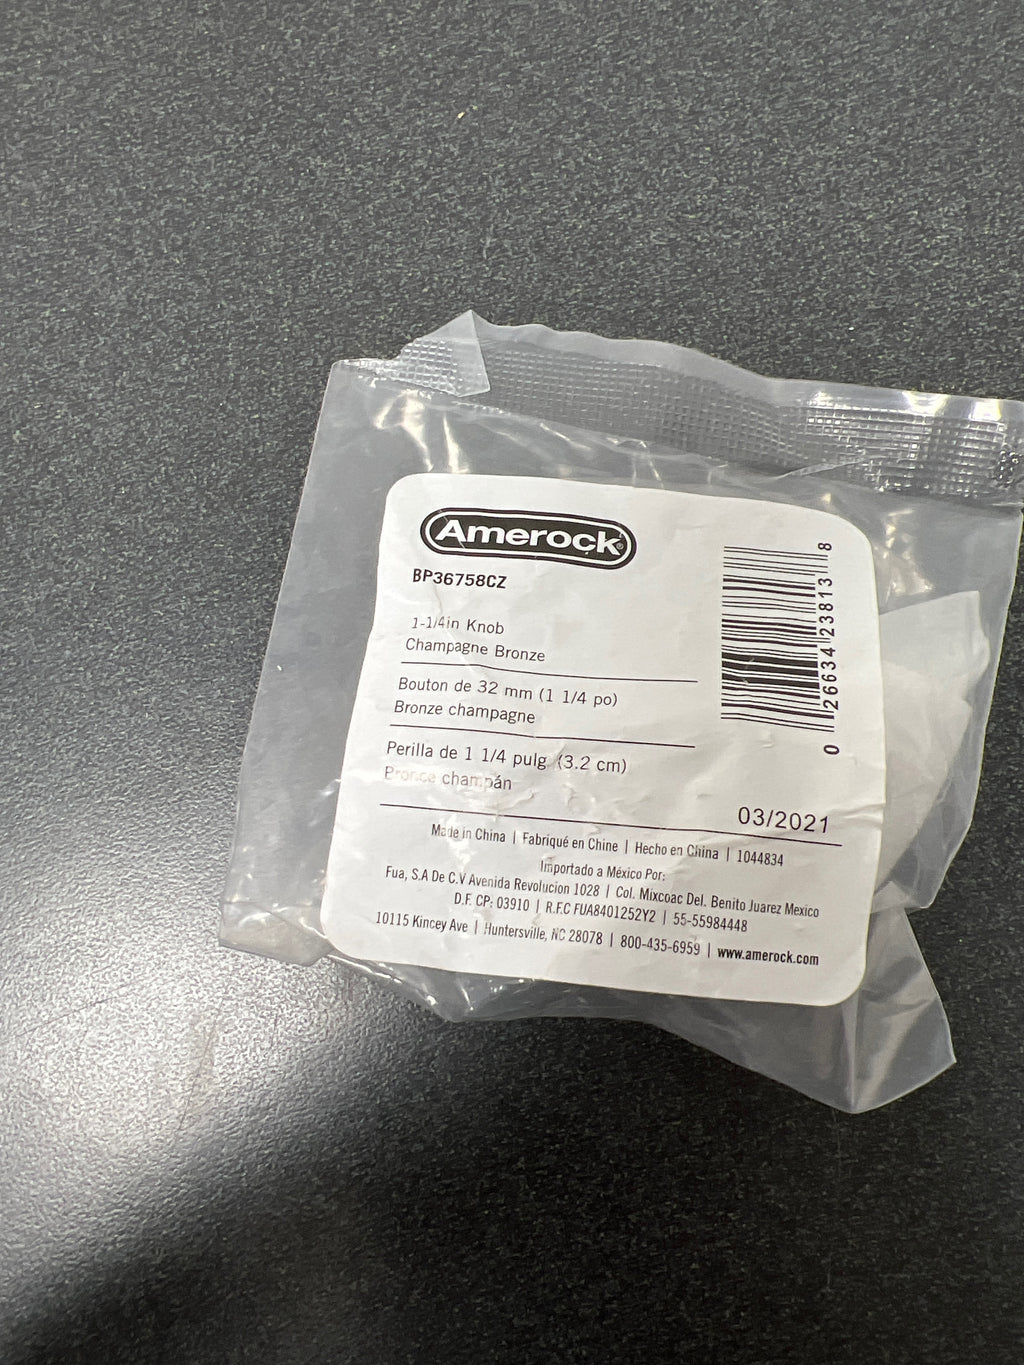 Amerock®
BP36758CZ
1-1/4in Knob
Champagne Bronze
Bouton de 32 mm (1 1/4 po)
Bronze champagne
Perilla de 1 1/4 pulg (3.2 cm)
Bronce champán
03/2021
Made in China | Fabriqué en Chine | Hecho en China | 1044834
Importado a México Por:
Fua, S.A De C.V Avenida Revolucion 1028 | Col. Mixcoac Del. Benito Juarez Mexico
D.F. CP: 03910 | R.F.C FUA8401252Y2 | 55-55984448
10115 Kincey Ave | Huntersville, NC 28078 | 800-435-6959 | www.amerock.com
0 26634 23813 8